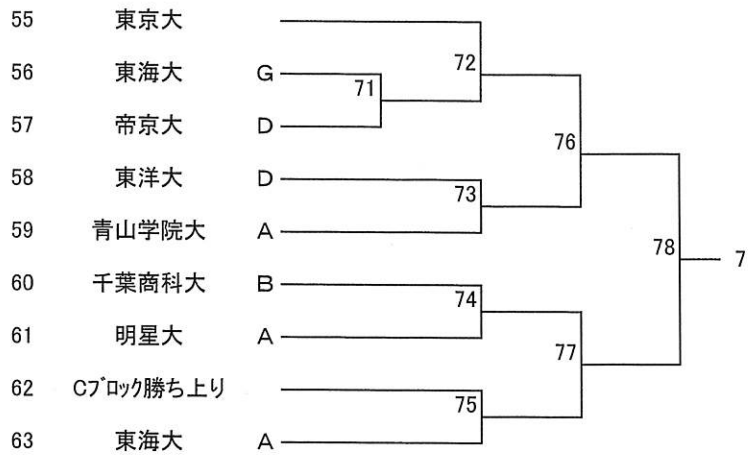 55 東京大
56 東海大 G
57 帝京大 D
58 東洋大 D
59 青山学院大 A
60 千葉商科大 B
61 明星大 A
62 Cブロック勝ち上り
63 東海大 A
71
72
73
74
75
76
77
78
7